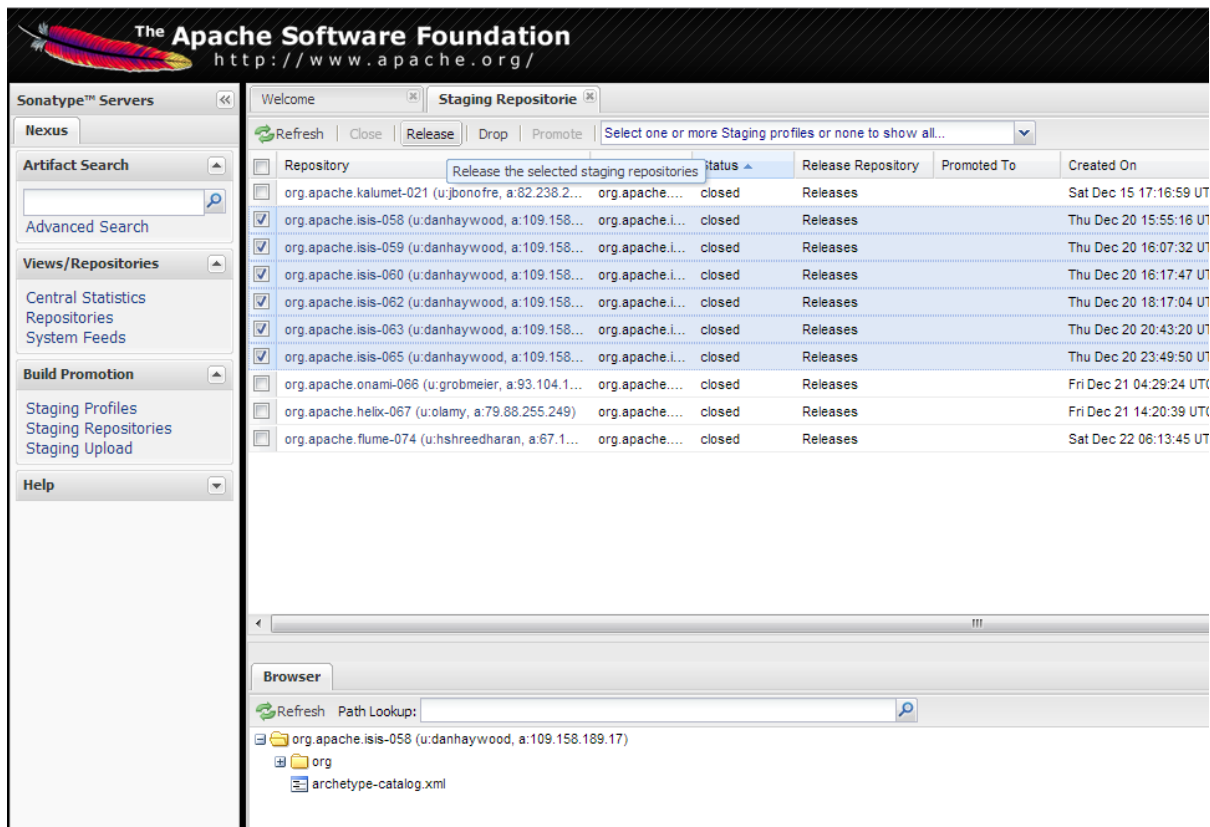 The Apache Software Foundation
http://www.apache.org/
Sonatype™ Servers
Nexus
Artifact Search
Advanced Search
Views/Repositories
Central Statistics
Repositories
System Feeds
Build Promotion
Staging Profiles
Staging Repositories
Staging Upload
Help
Welcome Staging Repositorie
Refresh Close Release Drop Promote Select one or more Staging profiles or none to show all...
Repository Status Release Repository Promoted To Created On
Release the selected staging repositories
org.apache.kalumet-021 (u:jbonofre, a:82.238.2... org.apache.... closed Releases Sat Dec 15 17:16:59 UT
org.apache.isis-058 (u:danhaywood, a:109.158... org.apache.i... closed Releases Thu Dec 20 15:55:16 UT
org.apache.isis-059 (u:danhaywood, a:109.158... org.apache.i... closed Releases Thu Dec 20 16:07:32 UT
org.apache.isis-060 (u:danhaywood, a:109.158... org.apache.i... closed Releases Thu Dec 20 16:17:47 UT
org.apache.isis-062 (u:danhaywood, a:109.158... org.apache.i... closed Releases Thu Dec 20 18:17:04 UT
org.apache.isis-063 (u:danhaywood, a:109.158... org.apache.i... closed Releases Thu Dec 20 20:43:20 UT
org.apache.isis-065 (u:danhaywood, a:109.158... org.apache.i... closed Releases Thu Dec 20 23:49:50 UT
org.apache.onami-066 (u:grobmeier, a:93.104.1... org.apache.... closed Releases Fri Dec 21 04:29:24 UTC
org.apache.helix-067 (u:olamy, a:79.88.255.249) org.apache.... closed Releases Fri Dec 21 14:20:39 UTC
org.apache.flume-074 (u:hshreedharan, a:67.1... org.apache.... closed Releases Sat Dec 22 06:13:45 UT
Browser
Refresh Path Lookup:
org.apache.isis-058 (u:danhaywood, a:109.158.189.17)
org
archetype-catalog.xml